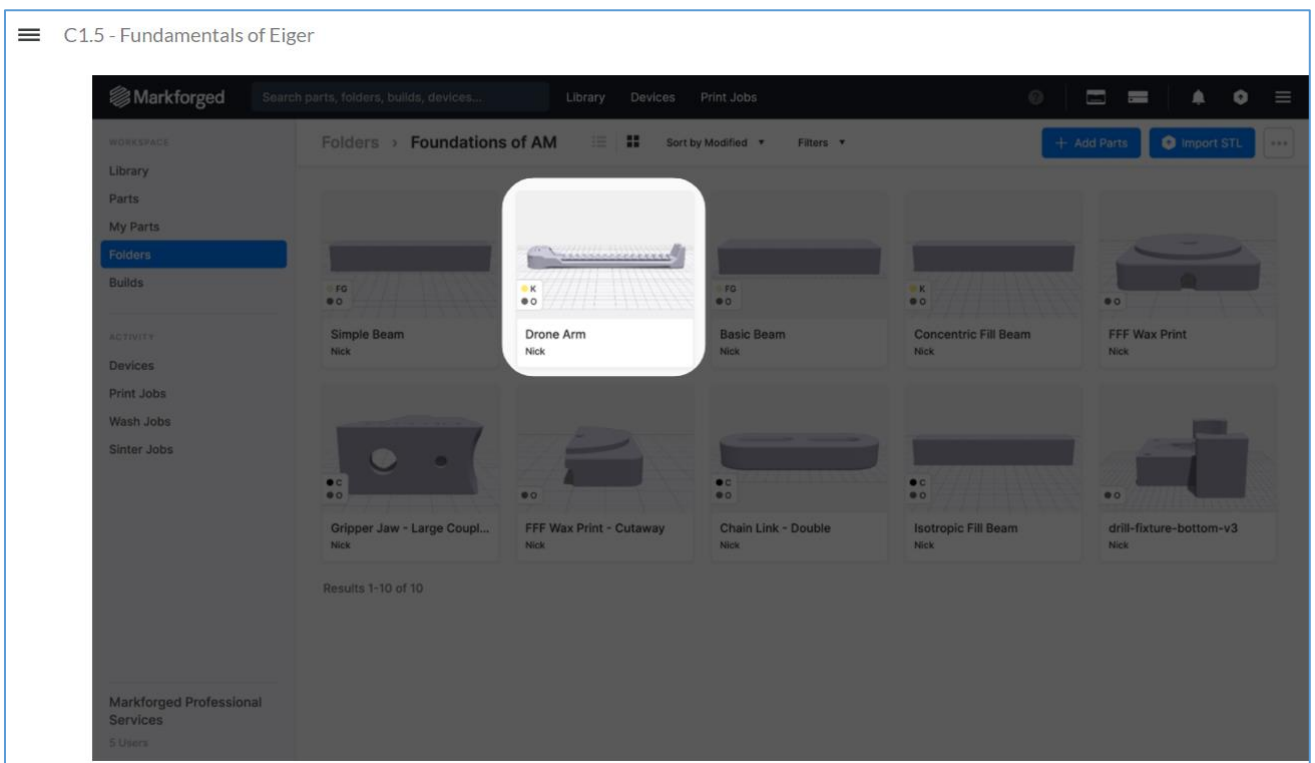 C1.5 - Fundamentals of Eiger
Markforged
Search parts, folders, builds, devices...
Library Devices Print Jobs
WORKSPACE
Library
Parts
My Parts
Folders
Builds
ACTIVITY
Devices
Print Jobs
Wash Jobs
Sinter Jobs
Markforged Professional
Services
5 Users
Folders > Foundations of AM
Sort by Modified
Filters
+ Add Parts
Import STL
FG
O
Simple Beam
Nick
K
O
Drone Arm
Nick
FG
O
Basic Beam
Nick
K
O
Concentric Fill Beam
Nick
O
FFF Wax Print
Nick
C
O
Gripper Jaw - Large Coupl...
Nick
O
FFF Wax Print - Cutaway
Nick
C
O
Chain Link - Double
Nick
C
O
Isotropic Fill Beam
Nick
O
drill-fixture-bottom-v3
Nick
Results 1-10 of 10